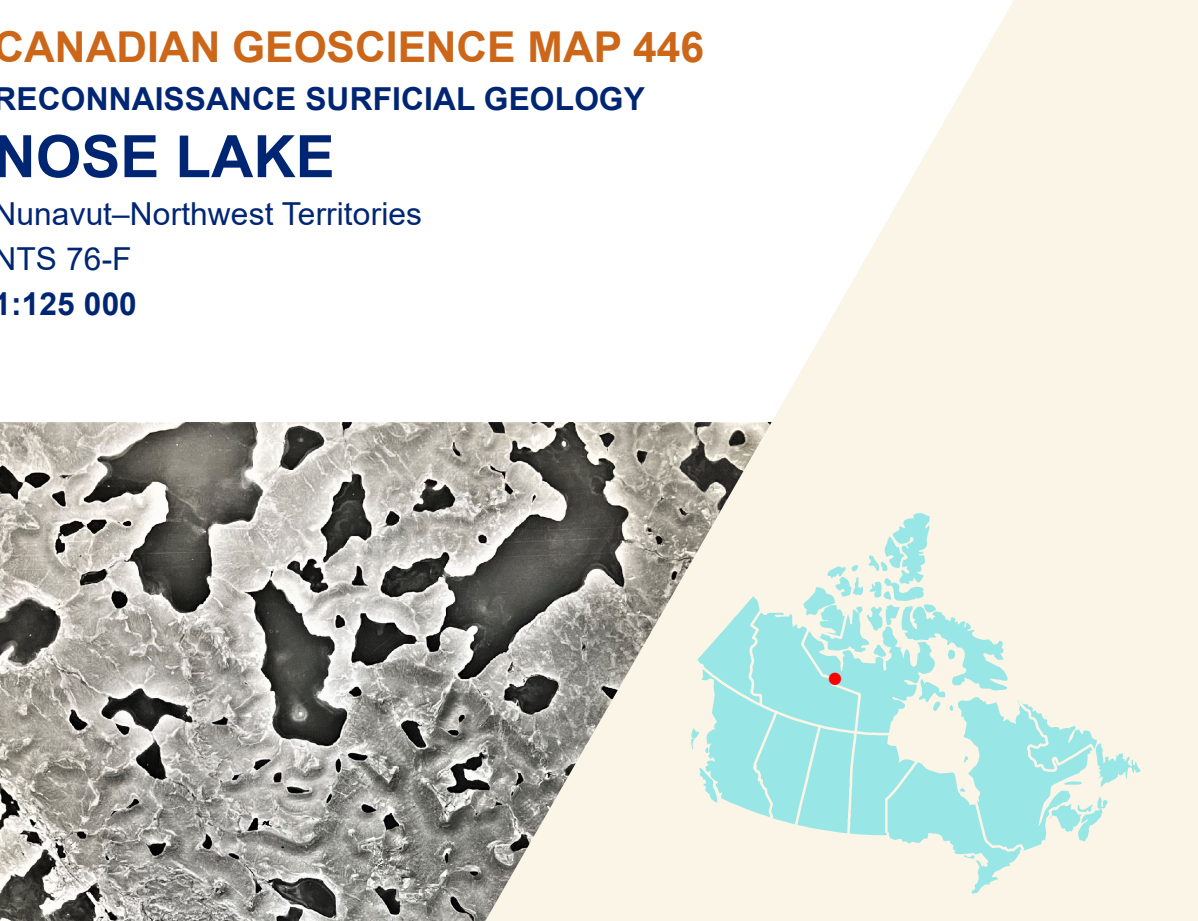 CANADIAN GEOSCIENCE MAP 446
RECONNAISSANCE SURFICIAL GEOLOGY
NOSE LAKE
Nunavut–Northwest Territories
NTS 76-F
1:125 000